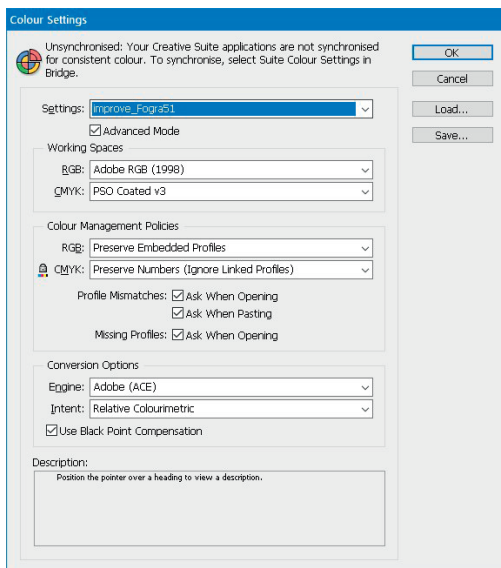 Colour Settings
Unsynchronised: Your Creative Suite applications are not synchronised
for consistent colour. To synchronise, select Suite Colour Settings in
Bridge.
OK
Cancel
Load...
Save...
Settings: improve_Fogra51
Advanced Mode
Working Spaces
RGB: Adobe RGB (1998)
CMYK: PSO Coated v3
Colour Management Policies
RGB: Preserve Embedded Profiles
CMYK: Preserve Numbers (Ignore Linked Profiles)
Profile Mismatches: Ask When Opening
Ask When Pasting
Missing Profiles: Ask When Opening
Conversion Options
Engine: Adobe (ACE)
Intent: Relative Colourimetric
Use Black Point Compensation
Description:
Position the pointer over a heading to view a description.